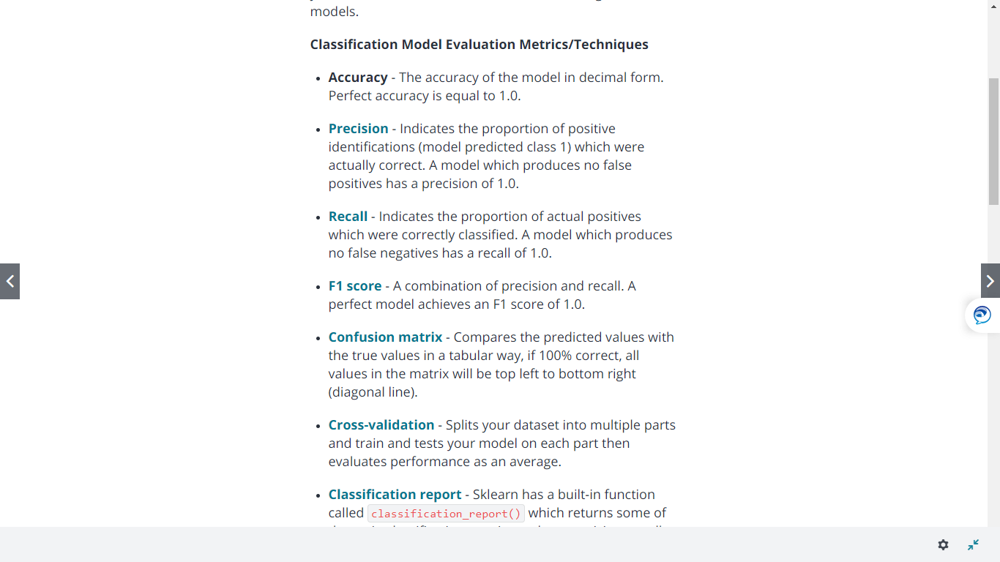 models.
Classification Model Evaluation Metrics/Techniques
• Accuracy - The accuracy of the model in decimal form.
Perfect accuracy is equal to 1.0.
• Precision - Indicates the proportion of positive
identifications (model predicted class 1) which were
actually correct. A model which produces no false
positives has a precision of 1.0.
• Recall - Indicates the proportion of actual positives
which were correctly classified. A model which produces
no false negatives has a recall of 1.0.
• F1 score - A combination of precision and recall. A
perfect model achieves an F1 score of 1.0.
• Confusion matrix - Compares the predicted values with
the true values in a tabular way, if 100% correct, all
values in the matrix will be top left to bottom right
(diagonal line).
• Cross-validation - Splits your dataset into multiple parts
and train and tests your model on each part then
evaluates performance as an average.
• Classification report - Sklearn has a built-in function
called classification_report() which returns some of